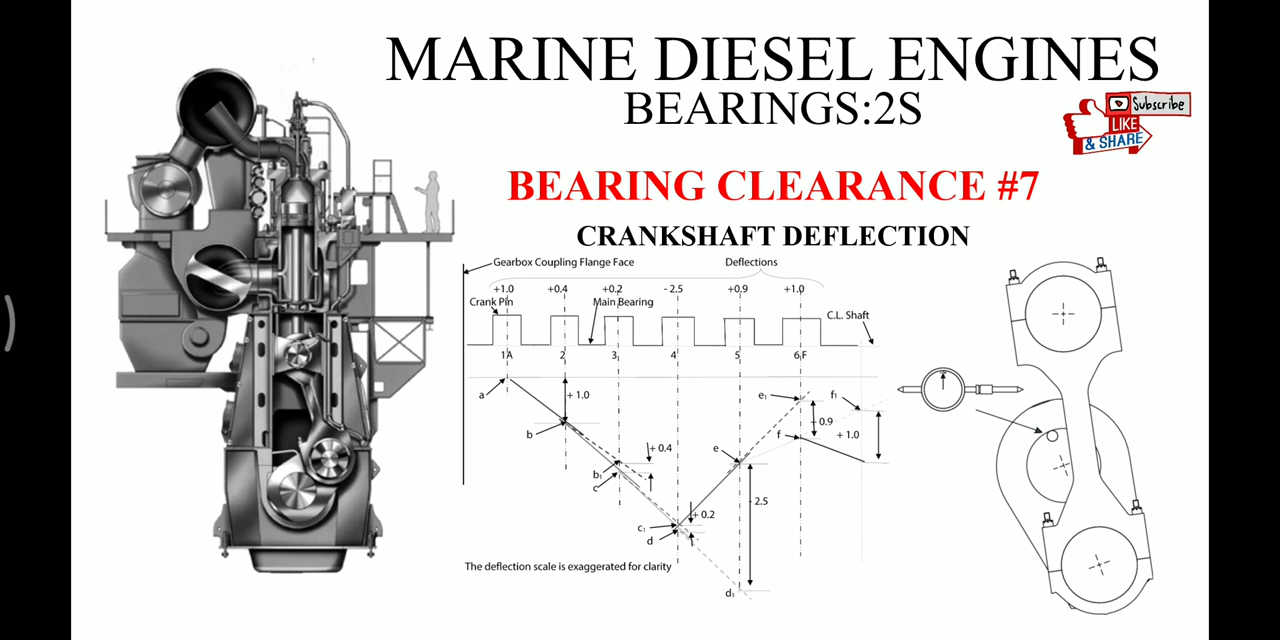 MARINE DIESEL ENGINES
BEARINGS:2S
Subscribe
LIKE
& SHARE
BEARING CLEARANCE #7
CRANKSHAFT DEFLECTION
Gearbox Coupling Flange Face
Deflections
+1.0 +0.4 +0.2 - 2.5 +0.9 +1.0
Crank Pin
Main Bearing
C.L. Shaft
1A 2 3 4 5 6F
a
+ 1.0
e₁
f₁
b
+ 0.4
e
f
0.9
+ 1.0
b₁
c
2.5
+ 0.2
c₁
d
The deflection scale is exaggerated for clarity
d₁